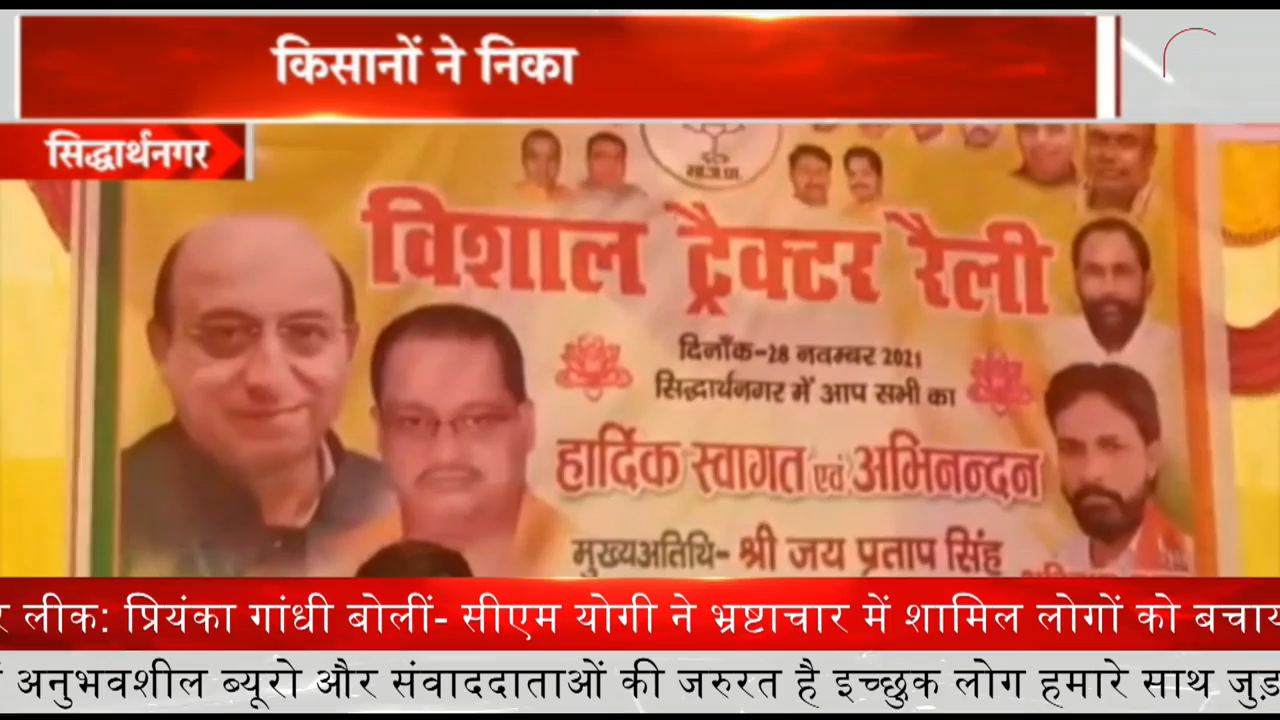 किसानों ने निका
सिद्धार्थनगर
भा.ज.पा.
विशाल ट्रैक्टर रैली
दिनाँक-28 नवम्बर 2021
सिद्धार्थनगर में आप सभी का
हार्दिक स्वागत एवं अभिनन्दन
मुख्यअतिथि- श्री जय प्रताप सिंह
र लीक: प्रियंका गांधी बोलीं- सीएम योगी ने भ्रष्टाचार में शामिल लोगों को बचाय
अनुभवशील ब्यूरो और संवाददाताओं की जरुरत है इच्छुक लोग हमारे साथ जुड़